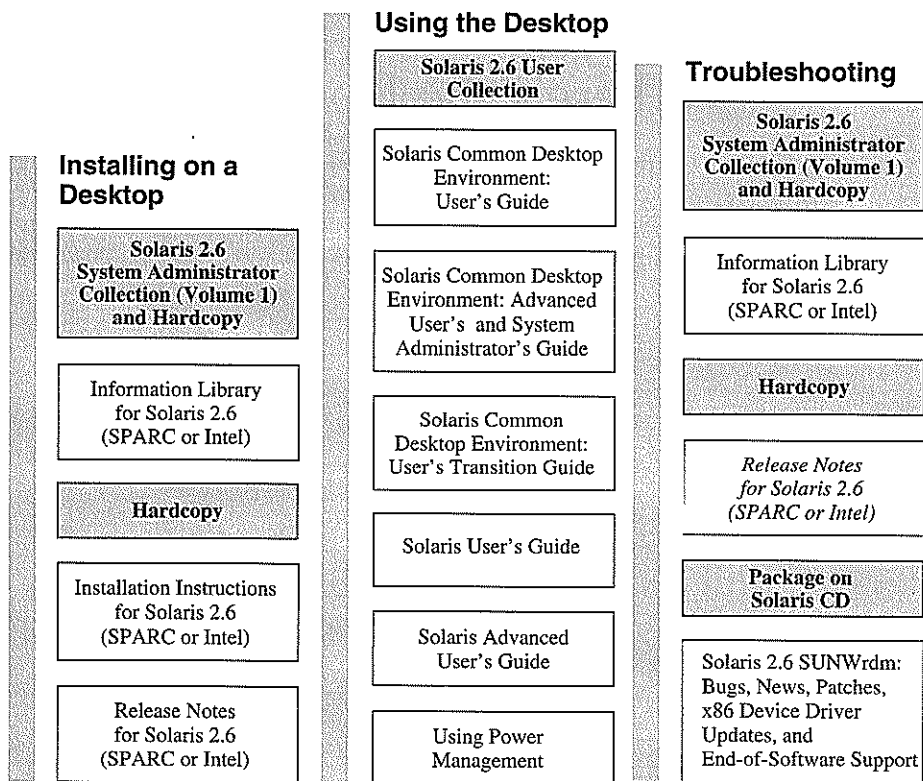 Installing on a
Desktop
Solaris 2.6
System Administrator
Collection (Volume 1)
and Hardcopy
Information Library
for Solaris 2.6
(SPARC or Intel)
Hardcopy
Installation Instructions
for Solaris 2.6
(SPARC or Intel)
Release Notes
for Solaris 2.6
(SPARC or Intel)
Using the Desktop
Solaris 2.6 User
Collection
Solaris Common Desktop
Environment:
User's Guide
Solaris Common Desktop
Environment: Advanced
User's and System
Administrator's Guide
Solaris Common
Desktop Environment:
User's Transition Guide
Solaris User's Guide
Solaris Advanced
User's Guide
Using Power
Management
Troubleshooting
Solaris 2.6
System Administrator
Collection (Volume 1)
and Hardcopy
Information Library
for Solaris 2.6
(SPARC or Intel)
Hardcopy
Release Notes
for Solaris 2.6
(SPARC or Intel)
Package on
Solaris CD
Solaris 2.6 SUNWrdm:
Bugs, News, Patches,
x86 Device Driver
Updates, and
End-of-Software Support